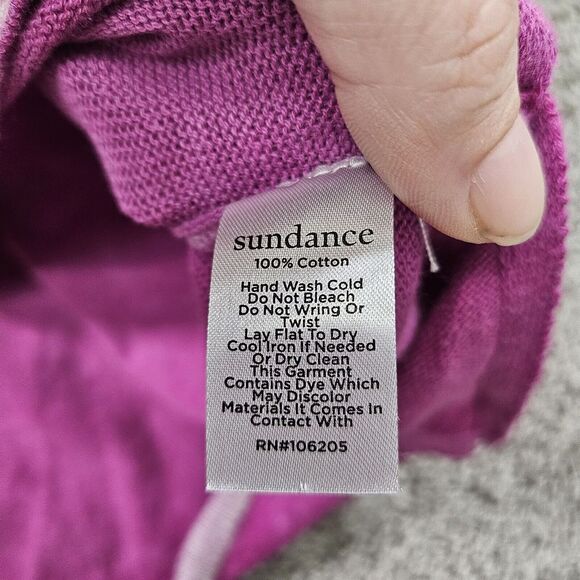 sundance
100% Cotton
Hand Wash Cold
Do Not Bleach
Do Not Wring Or
Twist
Lay Flat To Dry
Cool Iron If Needed
Or Dry Clean
This Garment
Contains Dye Which
May Discolor
Materials It Comes In
Contact With
RN#106205